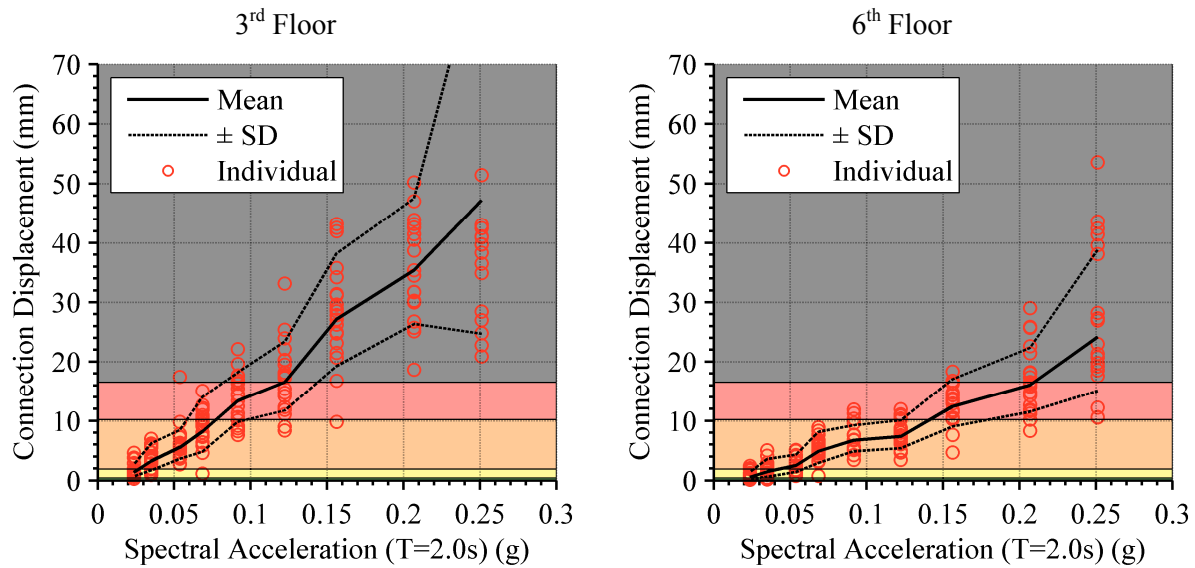 3rd Floor
70
60
50
40
30
20
10
0
Connection Displacement (mm)
Mean
± SD
Individual
0
0.05
0.1
0.15
0.2
0.25
0.3
Spectral Acceleration (T=2.0s) (g)
6th Floor
70
60
50
40
30
20
10
0
Connection Displacement (mm)
Mean
± SD
Individual
0
0.05
0.1
0.15
0.2
0.25
0.3
Spectral Acceleration (T=2.0s) (g)